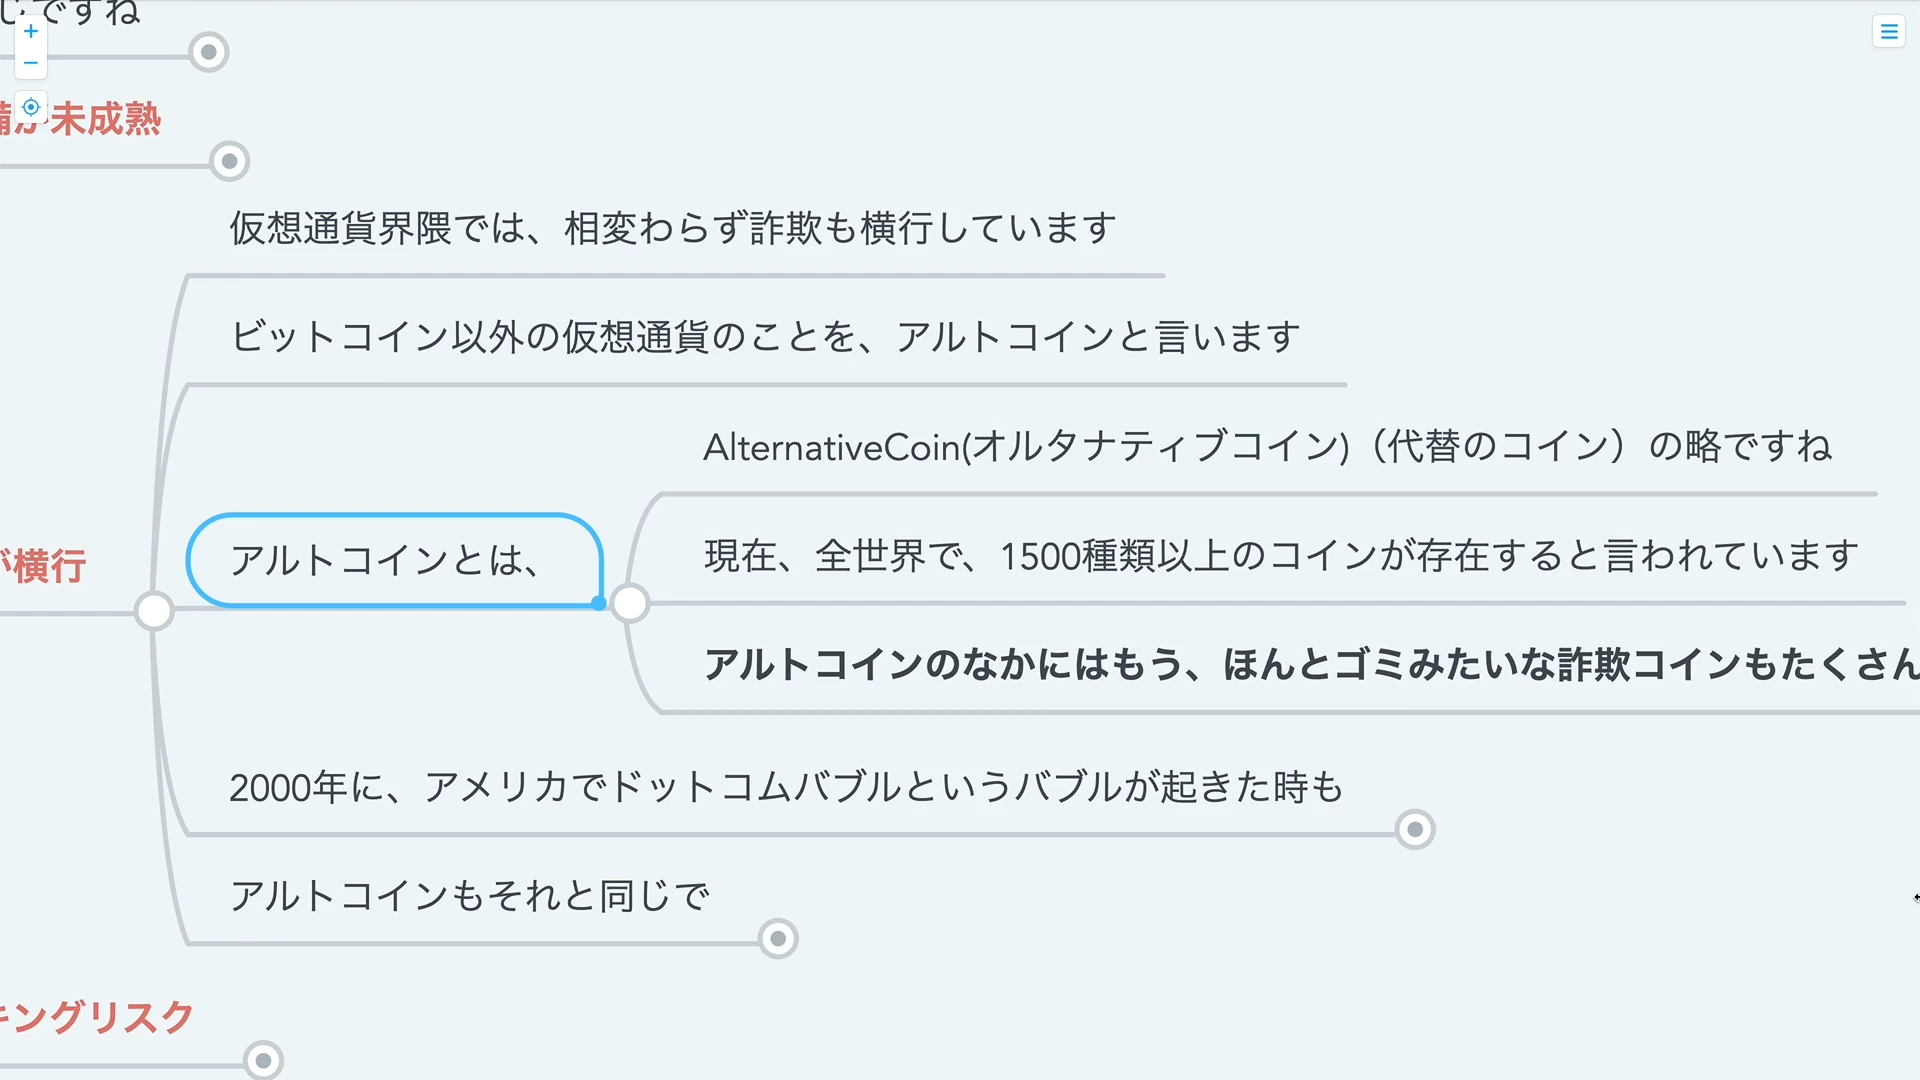 じですね
未成熟
仮想通貨界隈では、相変わらず詐欺も横行しています
ビットコイン以外の仮想通貨のことを、アルトコインと言います
AlternativeCoin(オルタナティブコイン)（代替のコイン）の略ですね
アルトコインとは、
現在、全世界で、1500種類以上のコインが存在すると言われています
が横行
アルトコインのなかにはもう、ほんとゴミみたいな詐欺コインもたくさん
2000年に、アメリカでドットコムバブルというバブルが起きた時も
アルトコインもそれと同じで
キングリスク